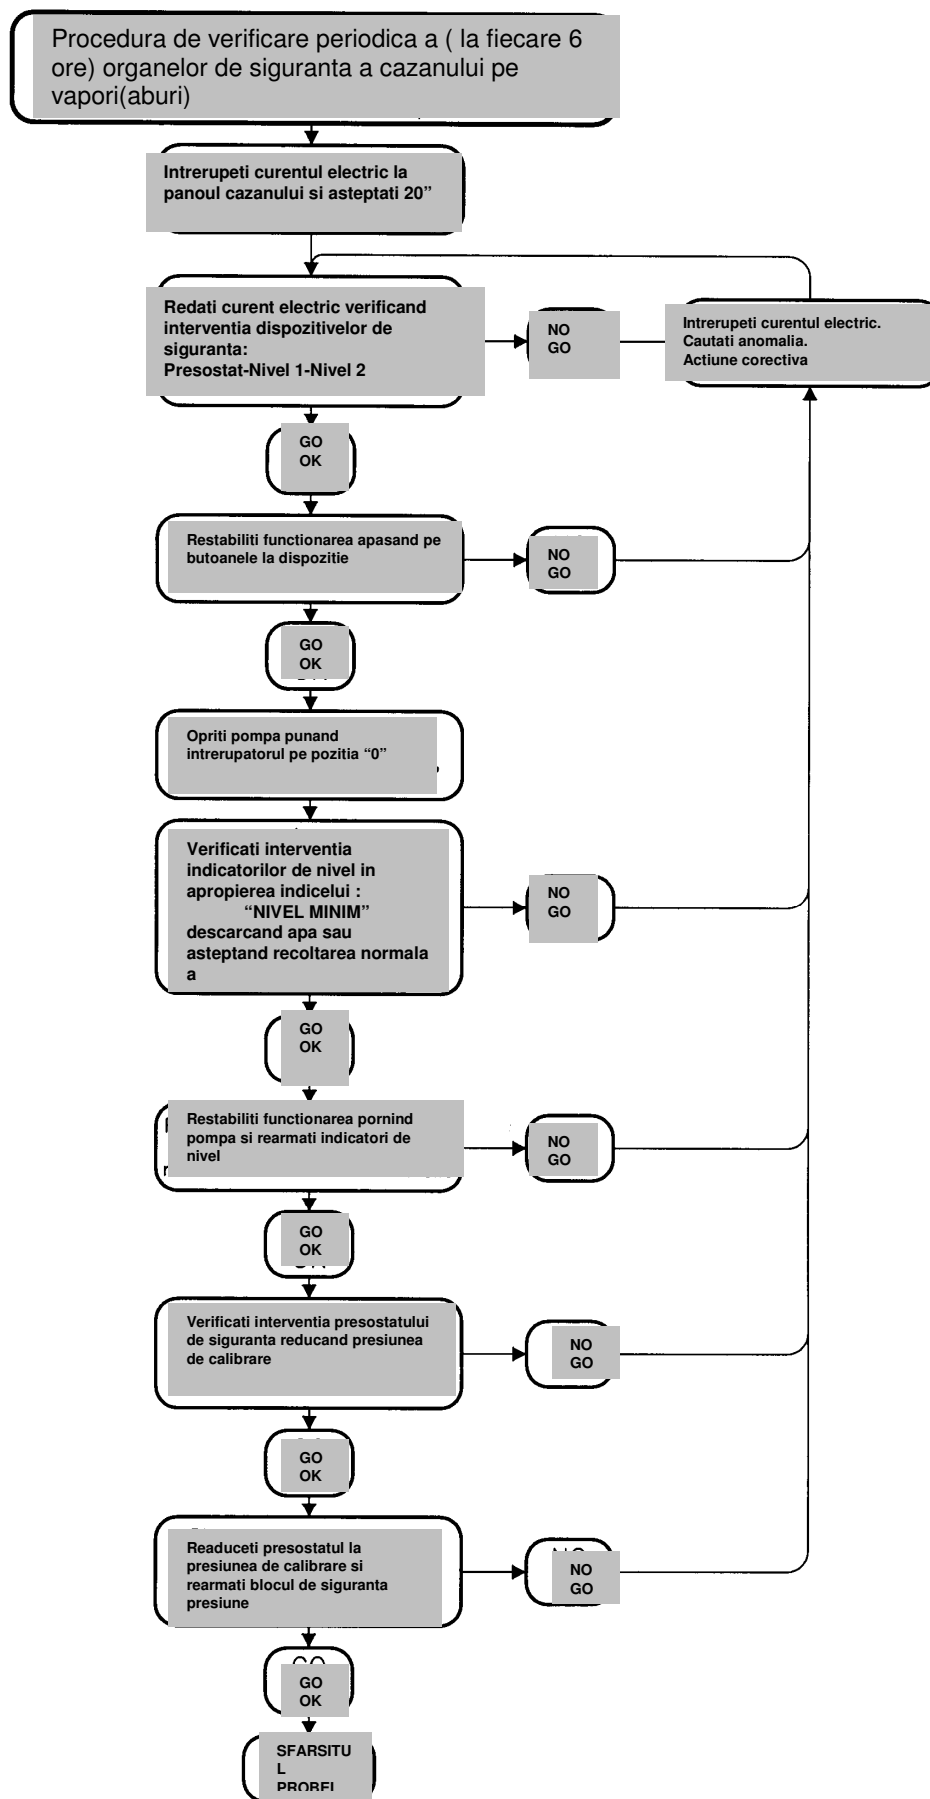 Procedura de verificare periodica a ( la fiecare 6
ore) organelor de siguranta a cazanului pe
vapori(aburi)
Intrerupeti curentul electric la
panoul cazanului si asteptati 20”
Redati curent electric verificand
interventia dispozitivelor de
siguranta:
Presostat-Nivel 1-Nivel 2
NO
GO
Intrerupeti curentul electric.
Cautati anomalia.
Actiune corectiva
GO
OK
Restabiliti functionarea apasand pe
butoanele la dispozitie
NO
GO
GO
OK
Opriti pompa punand
intrerupatorul pe pozitia “0”
Verificati interventia
indicatorilor de nivel in
apropierea indicelui :
“NIVEL MINIM”
descarcand apa sau
asteptand recoltarea normala
a
NO
GO
GO
OK
Restabiliti functionarea pornind
pompa si rearmati indicatori de
nivel
NO
GO
GO
OK
Verificati interventia presostatului
de siguranta reducand presiunea
de calibrare
NO
GO
GO
OK
Readuceti presostatul la
presiunea de calibrare si
rearmati blocul de siguranta
presiune
NO
GO
GO
OK
SFARSITU
L
PROBEI